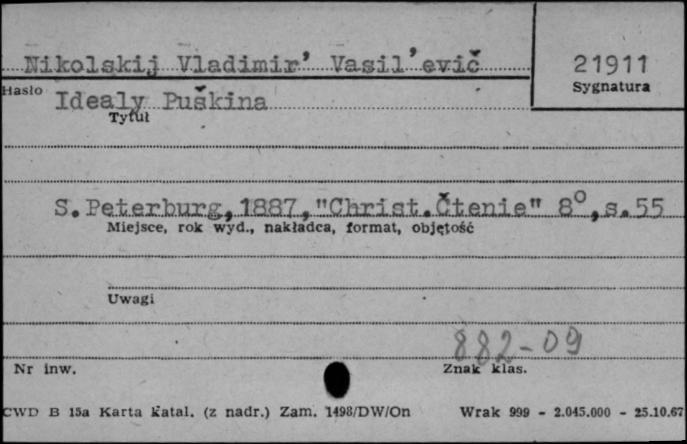 Nikolskij Vladimir' Vasil'evič
21911
Hasło
Sygnatura
Idealy Puškina
Tytuł
S.Peterburg,1887,"Christ.Čtenie" 8°,s.55
Miejsce, rok wyd., nakładca, format, objętość
Uwagi
882-09
Nr inw.
Znak klas.
CWD B 15a Karta katal. (z nadr.) Zam. 1498/DW/On Wrak 999 - 2.045.000 - 25.10.67